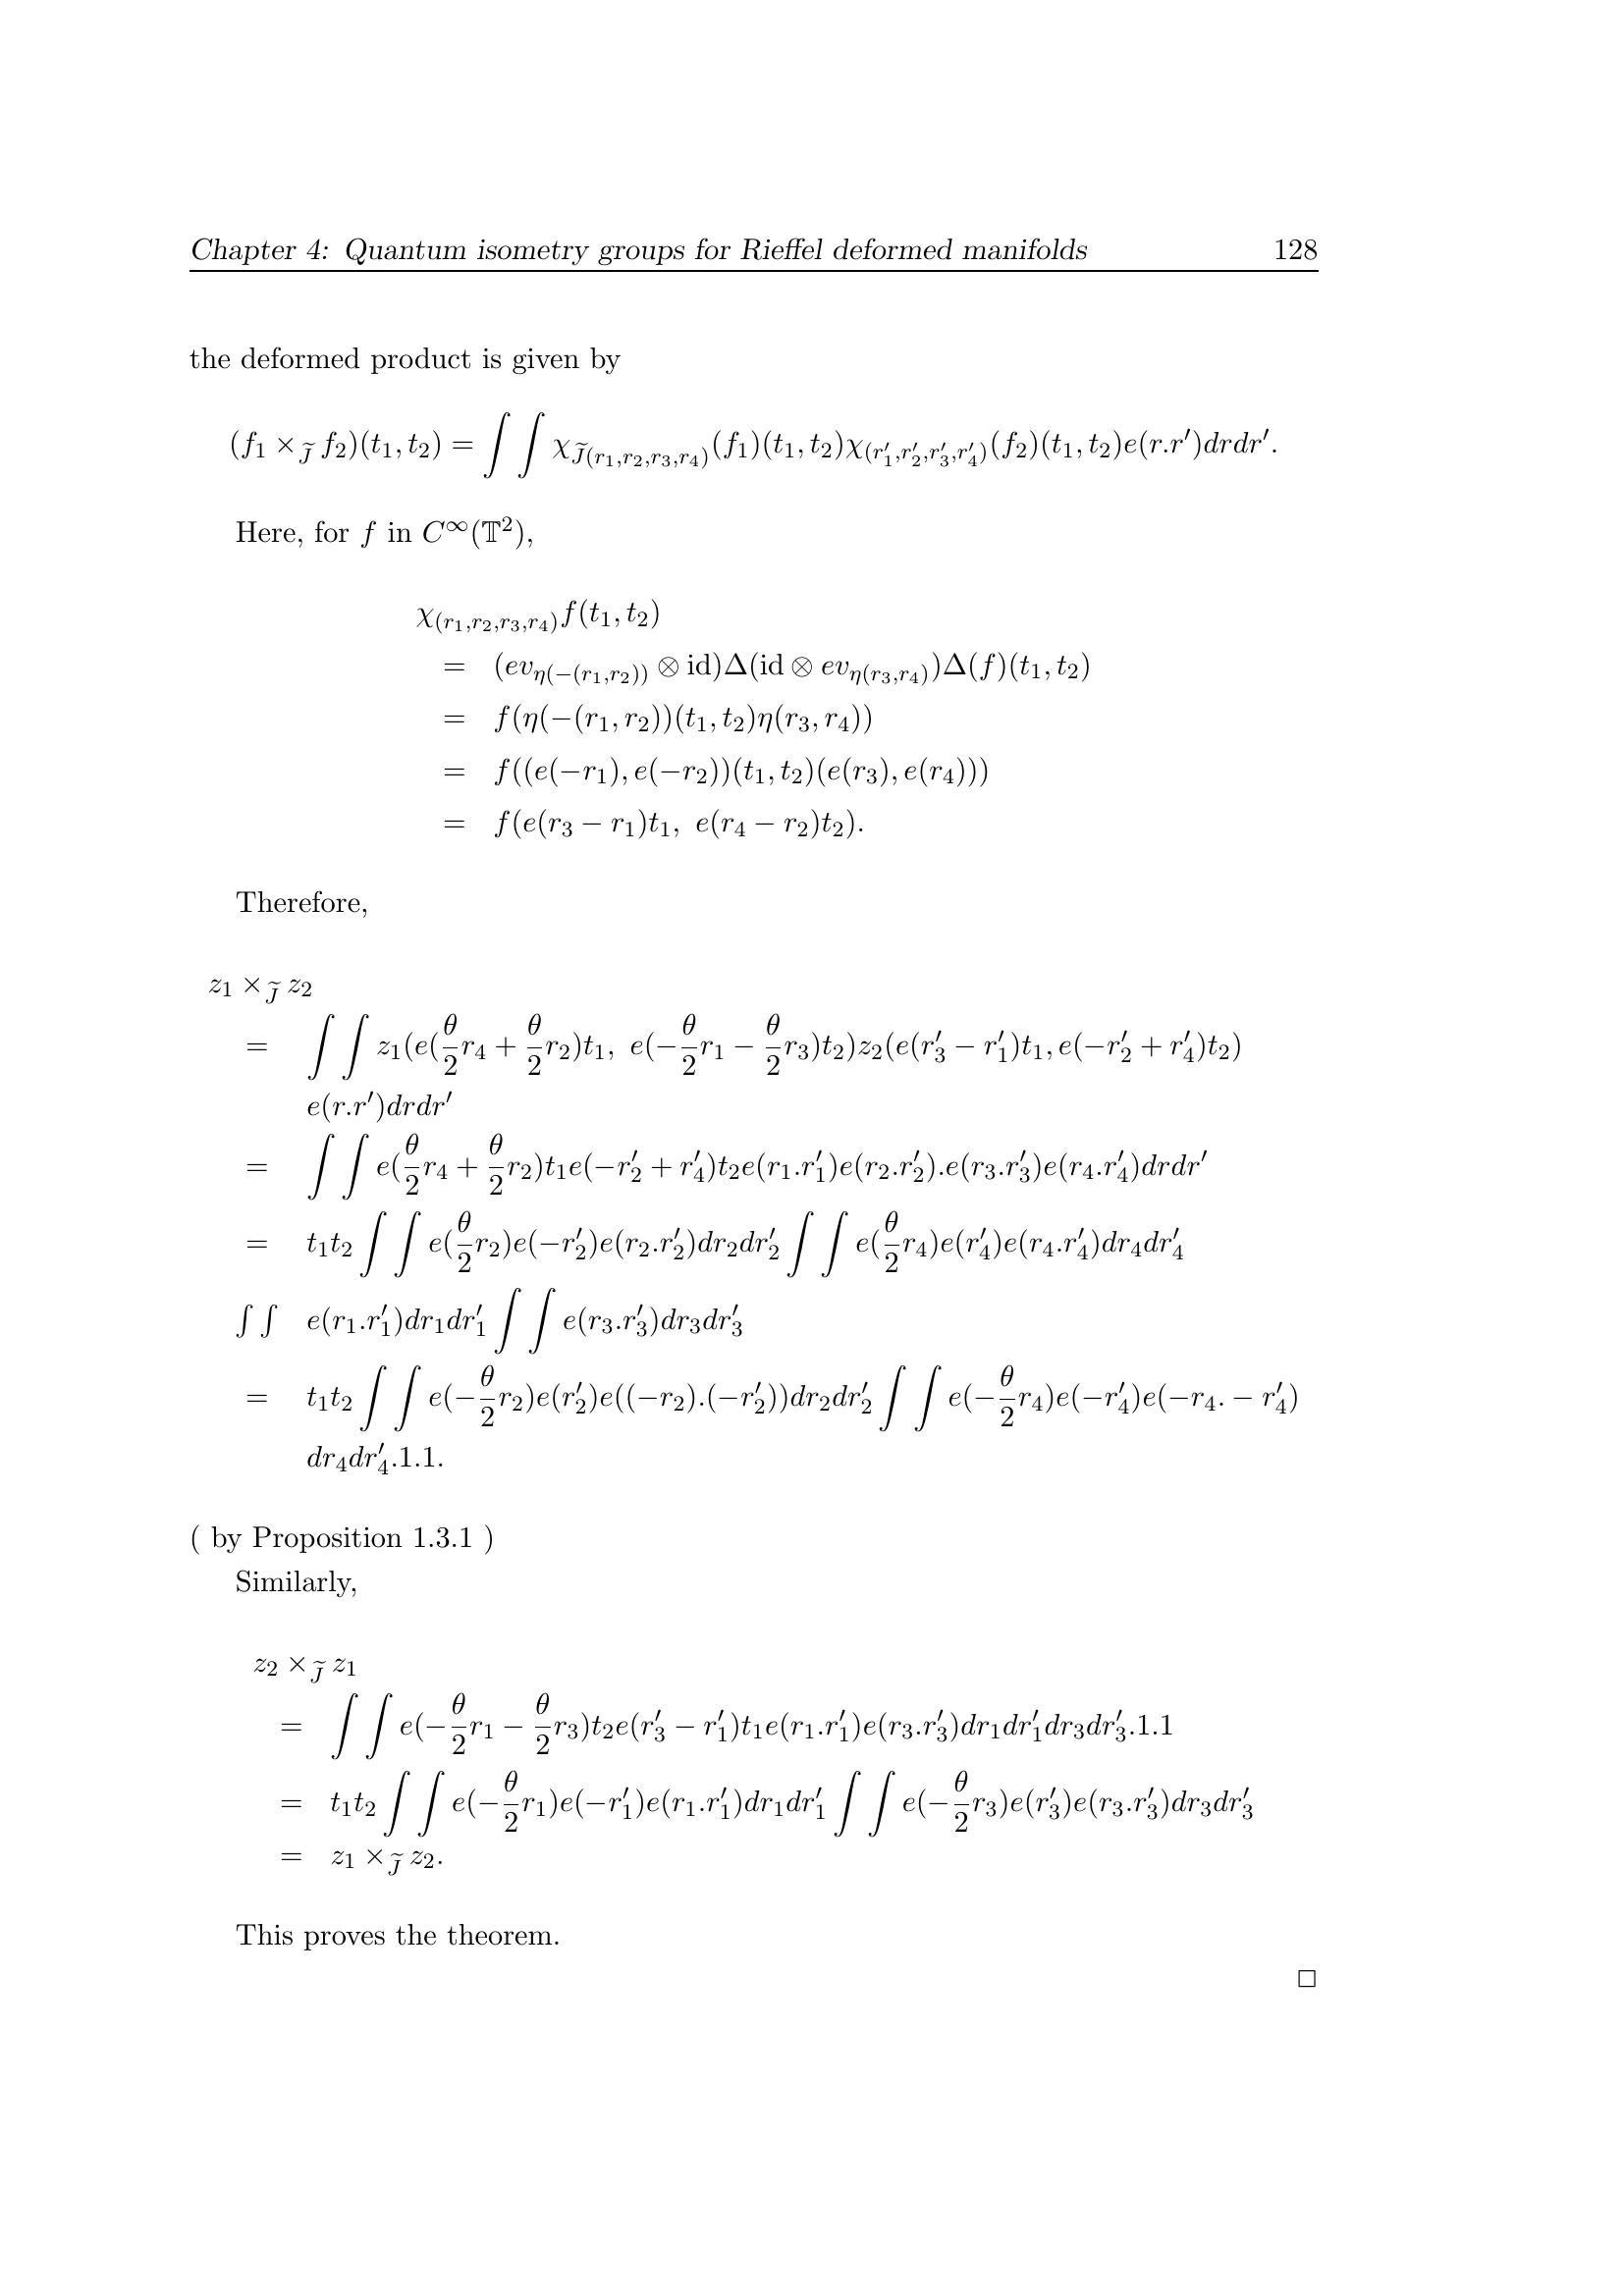 Chapter 4: Quantum isometry groups for Rieffel deformed manifolds 128
the deformed product is given by
$(f_1 \times_{\widetilde{J}} f_2)(t_1, t_2) = \int \int \chi_{\widetilde{J}(r_1,r_2,r_3,r_4)}(f_1)(t_1, t_2)\chi_{(r_1',r_2',r_3',r_4')}(f_2)(t_1, t_2)e(r.r')drdr'.$
Here, for $f$ in $C^\infty(\mathbb{T}^2)$,
$\chi_{(r_1,r_2,r_3,r_4)}f(t_1, t_2)$
$= (ev_{\eta(-(r_1,r_2))} \otimes \mathrm{id})\Delta(\mathrm{id} \otimes ev_{\eta(r_3,r_4)})\Delta(f)(t_1, t_2)$
$= f(\eta(-(r_1, r_2))(t_1, t_2)\eta(r_3, r_4))$
$= f((e(-r_1), e(-r_2))(t_1, t_2)(e(r_3), e(r_4)))$
$= f(e(r_3 - r_1)t_1,\ e(r_4 - r_2)t_2).$
Therefore,
$z_1 \times_{\widetilde{J}} z_2$
$= \int \int z_1(e(\frac{\theta}{2}r_4 + \frac{\theta}{2}r_2)t_1,\ e(-\frac{\theta}{2}r_1 - \frac{\theta}{2}r_3)t_2)z_2(e(r_3' - r_1')t_1, e(-r_2' + r_4')t_2)$
$e(r.r')drdr'$
$= \int \int e(\frac{\theta}{2}r_4 + \frac{\theta}{2}r_2)t_1e(-r_2' + r_4')t_2e(r_1.r_1')e(r_2.r_2').e(r_3.r_3')e(r_4.r_4')drdr'$
$= t_1t_2 \int \int e(\frac{\theta}{2}r_2)e(-r_2')e(r_2.r_2')dr_2dr_2' \int \int e(\frac{\theta}{2}r_4)e(r_4')e(r_4.r_4')dr_4dr_4'$
$\int \int e(r_1.r_1')dr_1dr_1' \int \int e(r_3.r_3')dr_3dr_3'$
$= t_1t_2 \int \int e(-\frac{\theta}{2}r_2)e(r_2')e((-r_2).(-r_2'))dr_2dr_2' \int \int e(-\frac{\theta}{2}r_4)e(-r_4')e(-r_4. - r_4')$
$dr_4dr_4'.1.1.$
( by Proposition 1.3.1 )
Similarly,
$z_2 \times_{\widetilde{J}} z_1$
$= \int \int e(-\frac{\theta}{2}r_1 - \frac{\theta}{2}r_3)t_2e(r_3' - r_1')t_1e(r_1.r_1')e(r_3.r_3')dr_1dr_1'dr_3dr_3'.1.1$
$= t_1t_2 \int \int e(-\frac{\theta}{2}r_1)e(-r_1')e(r_1.r_1')dr_1dr_1' \int \int e(-\frac{\theta}{2}r_3)e(r_3')e(r_3.r_3')dr_3dr_3'$
$= z_1 \times_{\widetilde{J}} z_2.$
This proves the theorem.
□